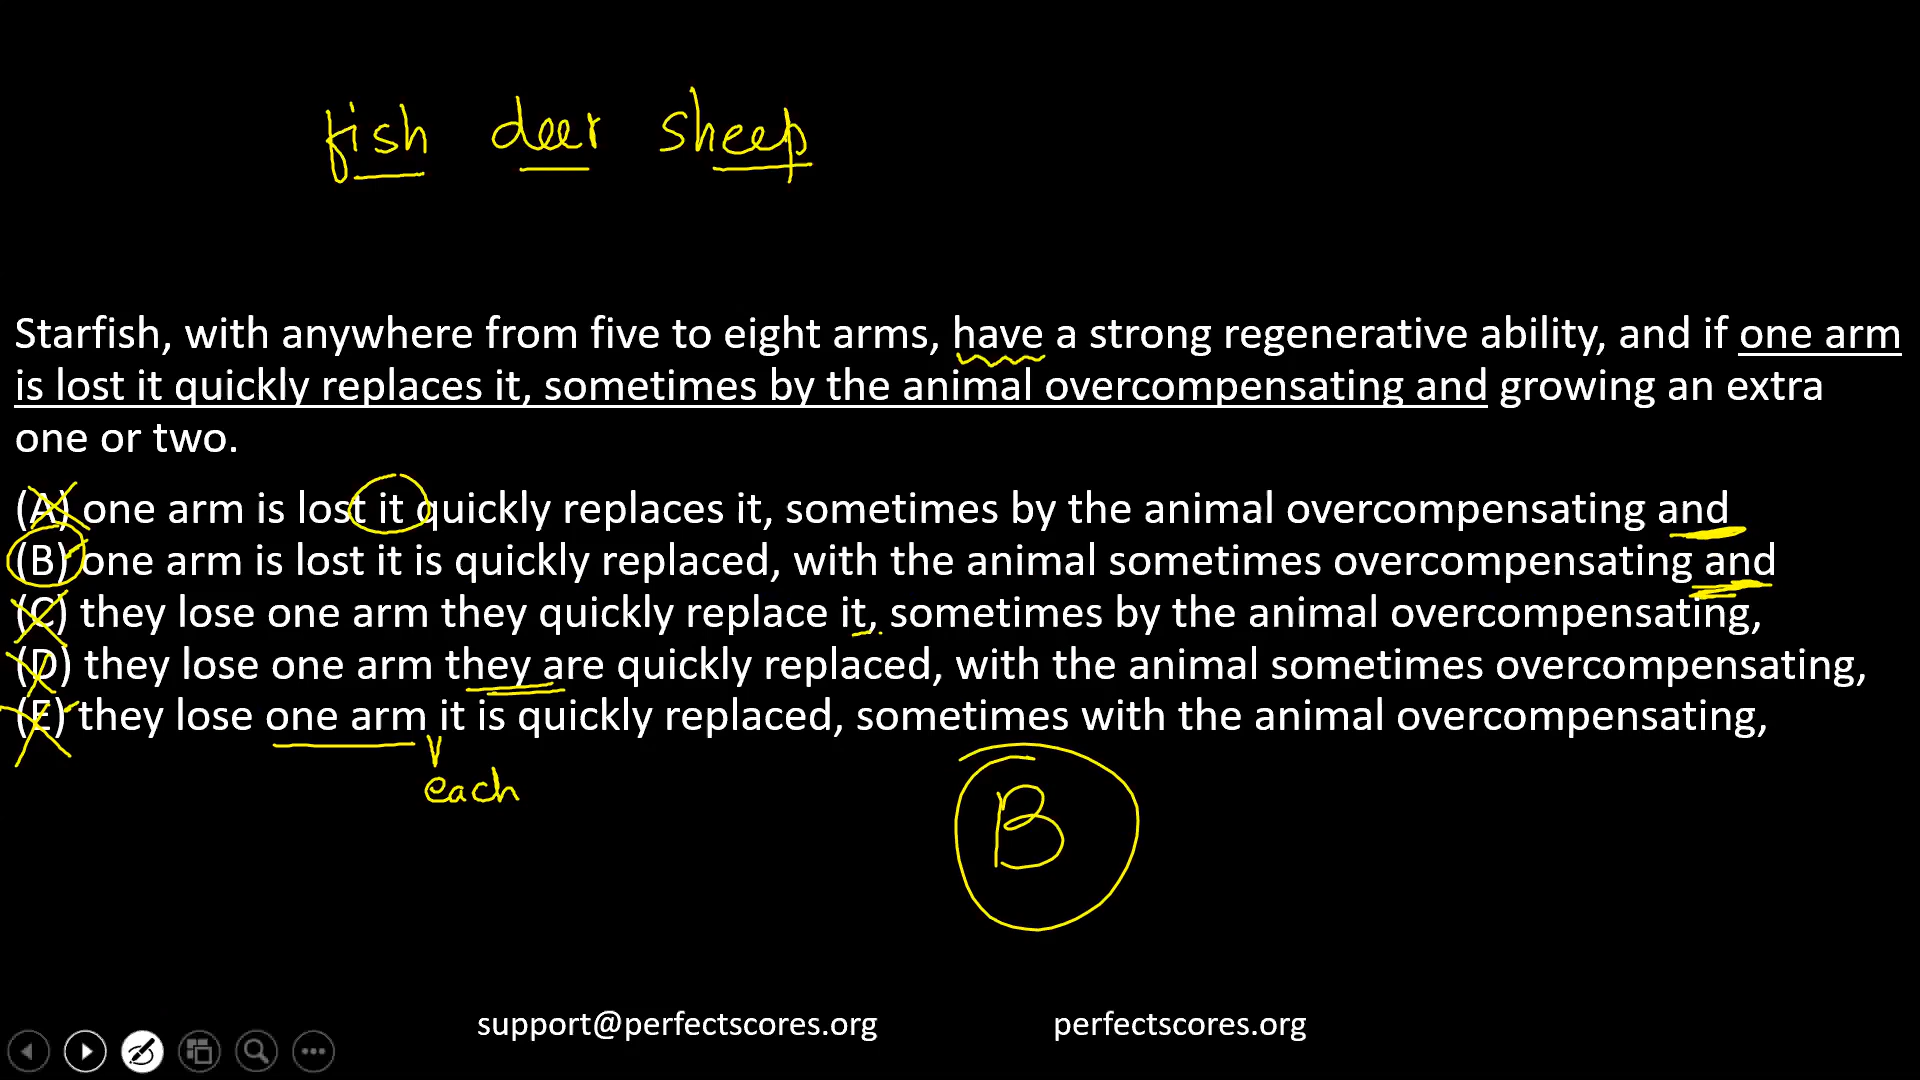 fish deer sheep
Starfish, with anywhere from five to eight arms, have a strong regenerative ability, and if one arm
is lost it quickly replaces it, sometimes by the animal overcompensating and growing an extra
one or two.
(A) one arm is lost it quickly replaces it, sometimes by the animal overcompensating and
(B) one arm is lost it is quickly replaced, with the animal sometimes overcompensating and
(C) they lose one arm they quickly replace it, sometimes by the animal overcompensating,
(D) they lose one arm they are quickly replaced, with the animal sometimes overcompensating,
(E) they lose one arm it is quickly replaced, sometimes with the animal overcompensating,
each
B
support@perfectscores.org perfectscores.org